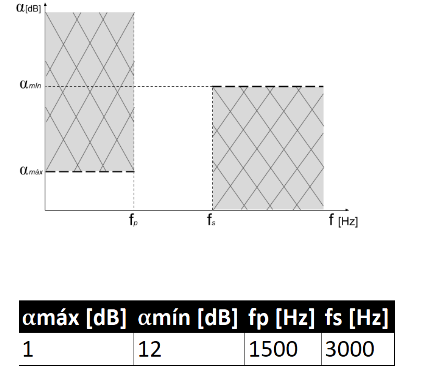 α[dB]
αmín
αmáx
fp fs f [Hz]
αmáx [dB] αmín [dB] fp [Hz] fs [Hz]
1 12 1500 3000